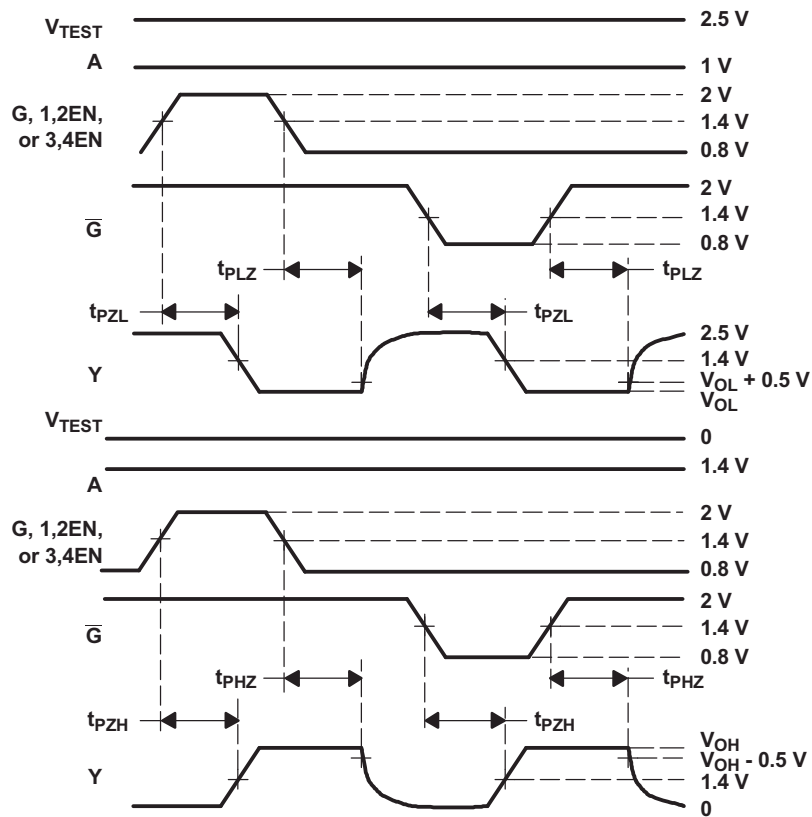 V_TEST 2.5 V
A 1 V
2 V
G, 1,2EN,
or 3,4EN
1.4 V
0.8 V
2 V
G̅
1.4 V
0.8 V
t_PLZ t_PLZ
t_PZL t_PZL
2.5 V
1.4 V
Y
V_OL + 0.5 V
V_OL
V_TEST
0
A 1.4 V
2 V
G, 1,2EN,
or 3,4EN
1.4 V
0.8 V
2 V
G̅
1.4 V
0.8 V
t_PHZ t_PHZ
t_PZH t_PZH
V_OH
V_OH - 0.5 V
Y
1.4 V
0